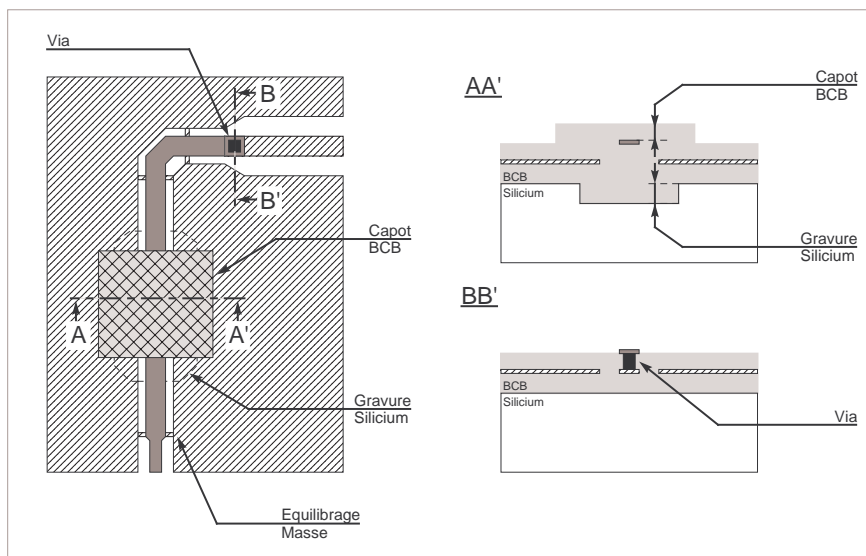 Via
B
B'
Capot
BCB
A
A'
Gravure
Silicium
Equilibrage
Masse
AA'
Capot
BCB
BCB
Silicium
Gravure
Silicium
BB'
BCB
Silicium
Via